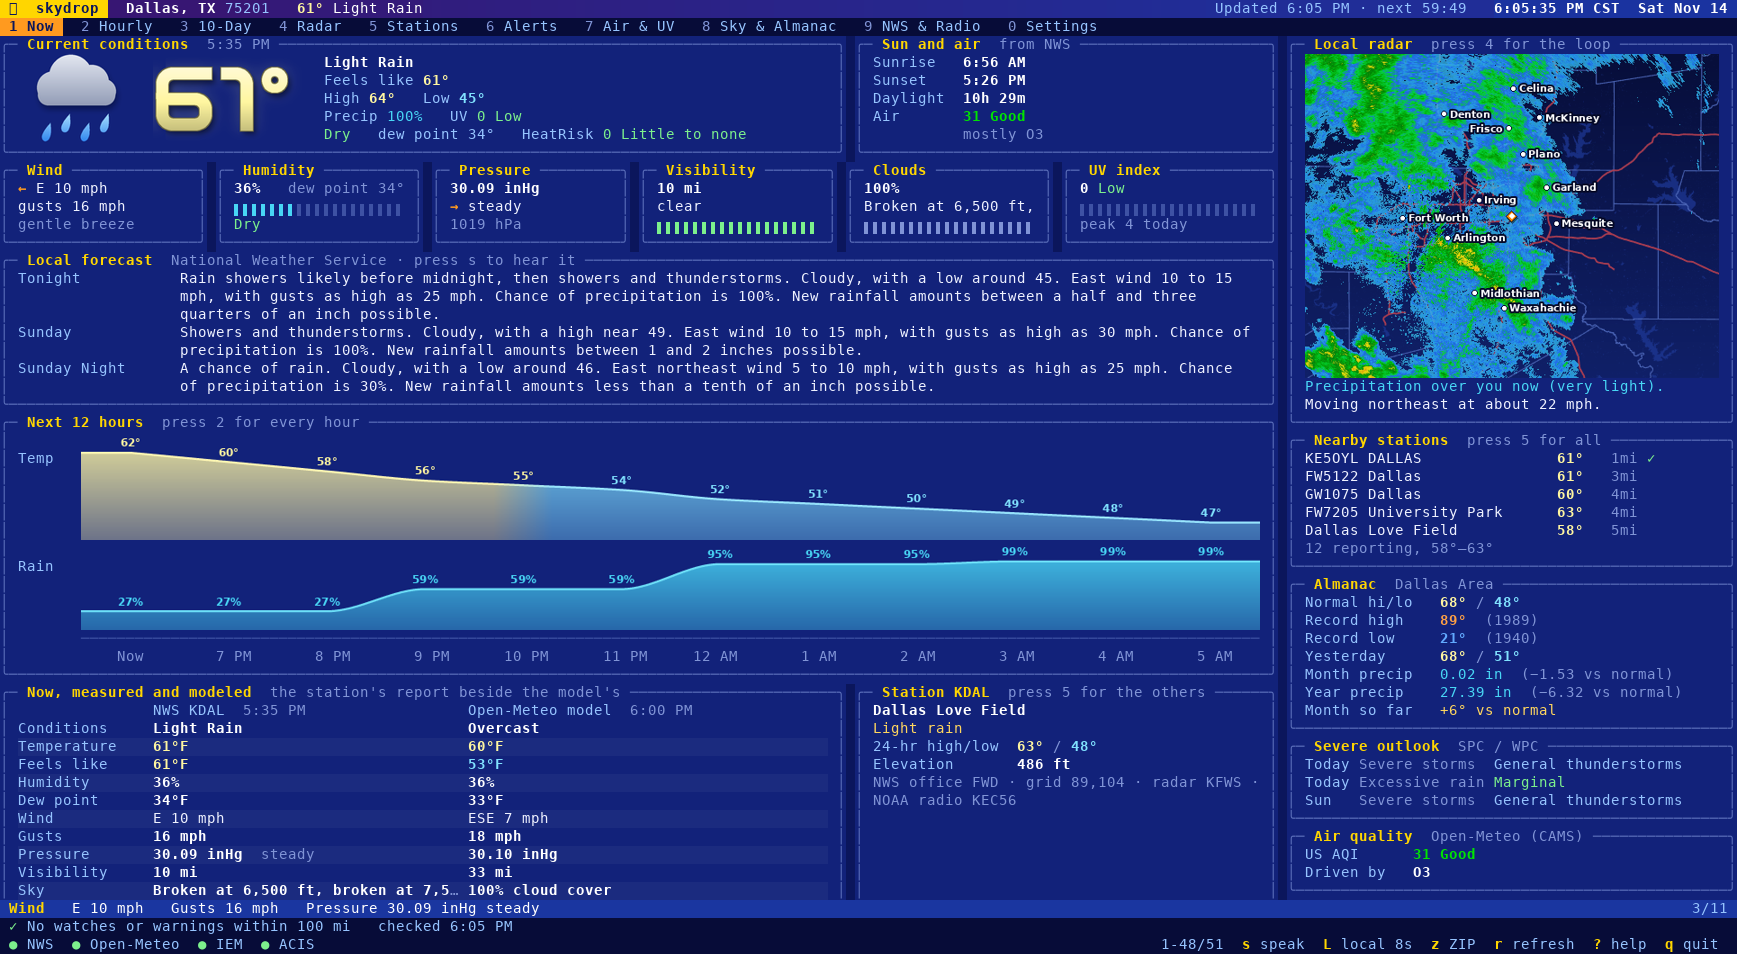 skydrop Dallas, TX 75201 61° Light Rain Updated 6:05 PM · next 59:49 6:05:35 PM CST Sat Nov 14
1 Now 2 Hourly 3 10-Day 4 Radar 5 Stations 6 Alerts 7 Air & UV 8 Sky & Almanac 9 NWS & Radio 0 Settings
Current conditions 5:35 PM
67°
Light Rain
Feels like 61°
High 64° Low 45°
Precip 100% UV 0 Low
Dry dew point 34° HeatRisk 0 Little to none
Sun and air from NWS
Sunrise 6:56 AM
Sunset 5:26 PM
Daylight 10h 29m
Air 31 Good
mostly O3
Wind
← E 10 mph
gusts 16 mph
gentle breeze
Humidity
36% dew point 34°
Dry
Pressure
30.09 inHg
→ steady
1019 hPa
Visibility
10 mi
clear
Clouds
100%
Broken at 6,500 ft,
UV index
0 Low
peak 4 today
Local forecast National Weather Service · press s to hear it
Tonight Rain showers likely before midnight, then showers and thunderstorms. Cloudy, with a low around 45. East wind 10 to 15
mph, with gusts as high as 25 mph. Chance of precipitation is 100%. New rainfall amounts between a half and three
quarters of an inch possible.
Sunday Showers and thunderstorms. Cloudy, with a high near 49. East wind 10 to 15 mph, with gusts as high as 30 mph. Chance of
precipitation is 100%. New rainfall amounts between 1 and 2 inches possible.
Sunday Night A chance of rain. Cloudy, with a low around 46. East northeast wind 5 to 10 mph, with gusts as high as 25 mph. Chance
of precipitation is 30%. New rainfall amounts less than a tenth of an inch possible.
Next 12 hours press 2 for every hour
Temp 62° 60° 58° 56° 55° 54° 52° 51° 50° 49° 48° 47°
Rain 27% 27% 27% 59% 59% 59% 95% 95% 95% 99% 99% 99%
Now 7 PM 8 PM 9 PM 10 PM 11 PM 12 AM 1 AM 2 AM 3 AM 4 AM 5 AM
Now, measured and modeled the station's report beside the model's
NWS KDAL 5:35 PM Open-Meteo model 6:00 PM
Conditions Light Rain Overcast
Temperature 61°F 60°F
Feels like 61°F 53°F
Humidity 36% 36%
Dew point 34°F 33°F
Wind E 10 mph ESE 7 mph
Gusts 16 mph 18 mph
Pressure 30.09 inHg steady 30.10 inHg
Visibility 10 mi 33 mi
Sky Broken at 6,500 ft, broken at 7,5… 100% cloud cover
Station KDAL press 5 for the others
Dallas Love Field
Light rain
24-hr high/low 63° / 48°
Elevation 486 ft
NWS office FWD · grid 89,104 · radar KFWS ·
NOAA radio KEC56
Local radar press 4 for the loop
Celina
Denton
McKinney
Frisco
Plano
Garland
Irving
Fort Worth
Mesquite
Arlington
Midlothian
Waxahachie
Precipitation over you now (very light).
Moving northeast at about 22 mph.
Nearby stations press 5 for all
KE5OYL DALLAS 61° 1mi ✓
FW5122 Dallas 61° 3mi
GW1075 Dallas 60° 4mi
FW7205 University Park 63° 4mi
Dallas Love Field 58° 5mi
12 reporting, 58°–63°
Almanac Dallas Area
Normal hi/lo 68° / 48°
Record high 89° (1989)
Record low 21° (1940)
Yesterday 68° / 51°
Month precip 0.02 in (−1.53 vs normal)
Year precip 27.39 in (−6.32 vs normal)
Month so far +6° vs normal
Severe outlook SPC / WPC
Today Severe storms General thunderstorms
Today Excessive rain Marginal
Sun Severe storms General thunderstorms
Air quality Open-Meteo (CAMS)
US AQI 31 Good
Driven by O3
Wind E 10 mph Gusts 16 mph Pressure 30.09 inHg steady 3/11
✓ No watches or warnings within 100 mi checked 6:05 PM
● NWS ● Open-Meteo ● IEM ● ACIS 1-48/51 s speak L local 8s z ZIP r refresh ? help q quit